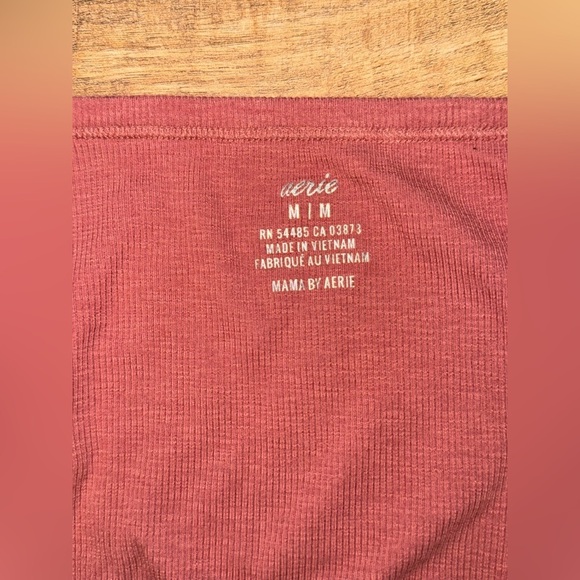 aerie
M | M
RN 54485 CA 03873
MADE IN VIETNAM
FABRIQUÉ AU VIETNAM
MAMA BY AERIE